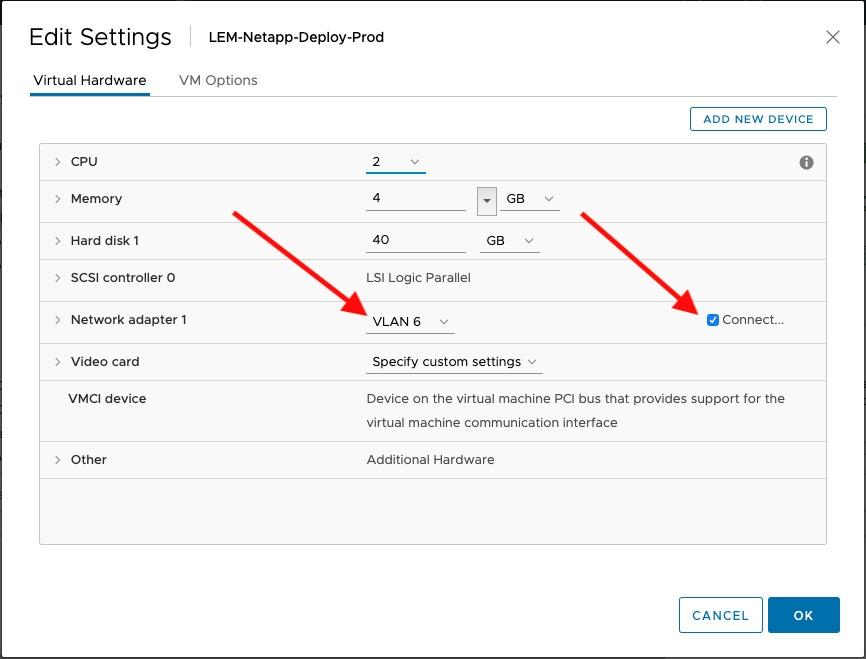 Edit Settings LEM-Netapp-Deploy-Prod
Virtual Hardware VM Options
ADD NEW DEVICE
CPU 2
Memory 4 GB
Hard disk 1 40 GB
SCSI controller 0 LSI Logic Parallel
Network adapter 1 VLAN 6 Connect...
Video card Specify custom settings
VMCI device Device on the virtual machine PCI bus that provides support for the
virtual machine communication interface
Other Additional Hardware
CANCEL OK